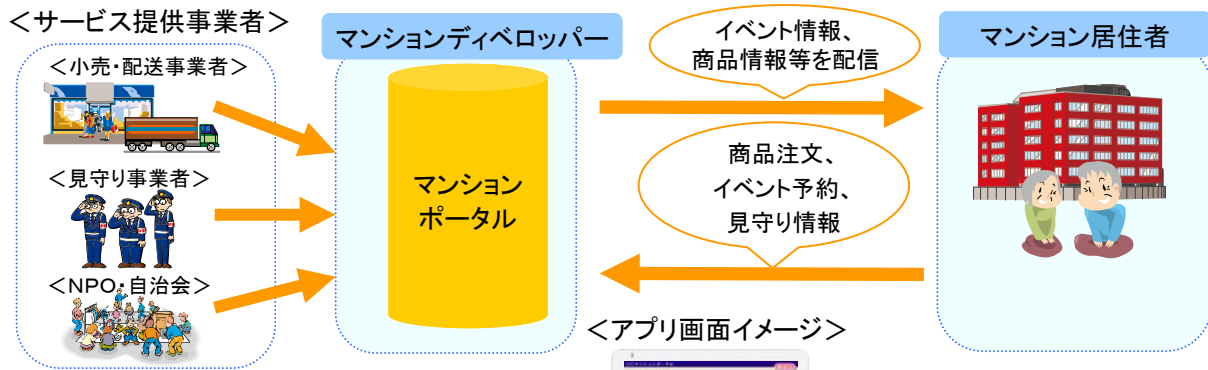 ＜サービス提供事業者＞
＜小売・配送事業者＞
＜見守り事業者＞
＜NPO・自治会＞
マンションディベロッパー
マンション
ポータル
イベント情報、
商品情報等を配信
商品注文、
イベント予約、
見守り情報
マンション居住者
＜アプリ画面イメージ＞